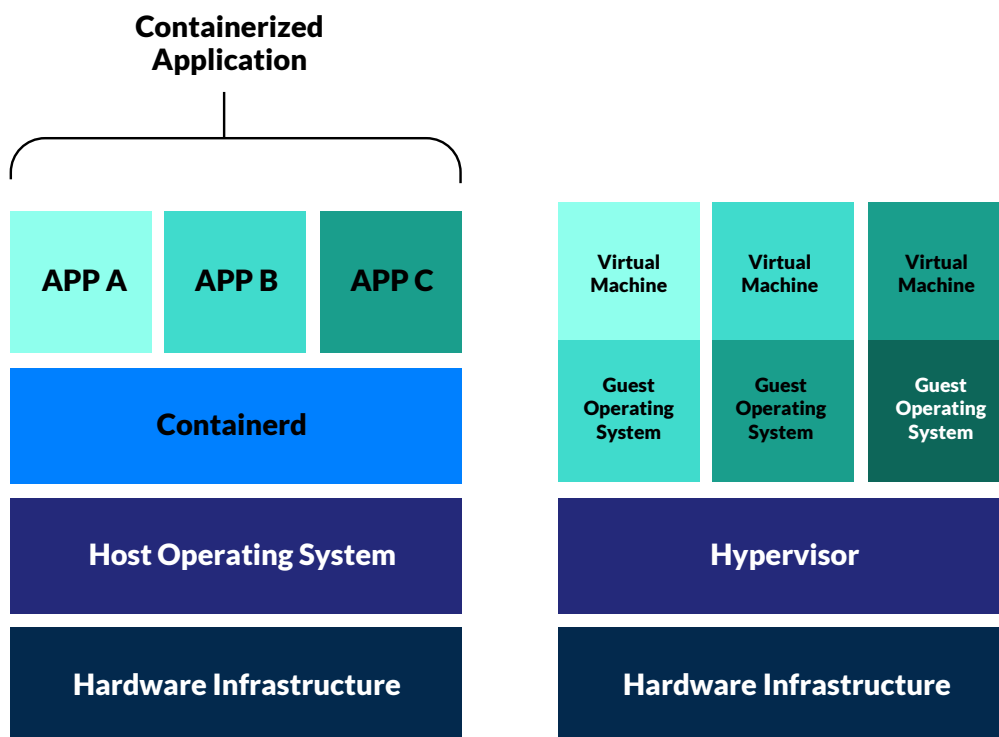 Containerized
Application
APP A
APP B
APP C
Containerd
Host Operating System
Hardware Infrastructure
Virtual
Machine
Virtual
Machine
Virtual
Machine
Guest
Operating
System
Guest
Operating
System
Guest
Operating
System
Hypervisor
Hardware Infrastructure